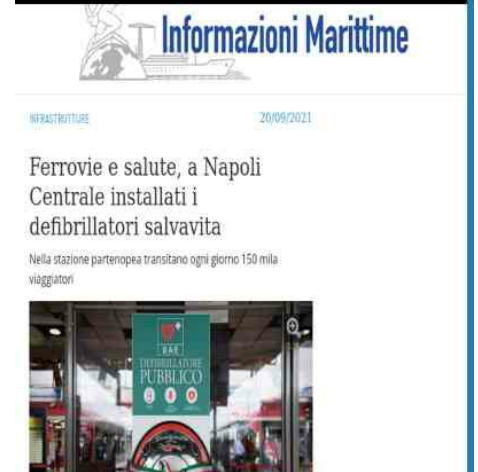 Informazioni Marittime
INFRASTRUTTURE
20/09/2021
Ferrovie e salute, a Napoli
Centrale installati i
defibrillatori salvavita
Nella stazione partenopea transitano ogni giorno 150 mila
viaggiatori
DAE
DEFIBRILLATORE
PUBBLICO